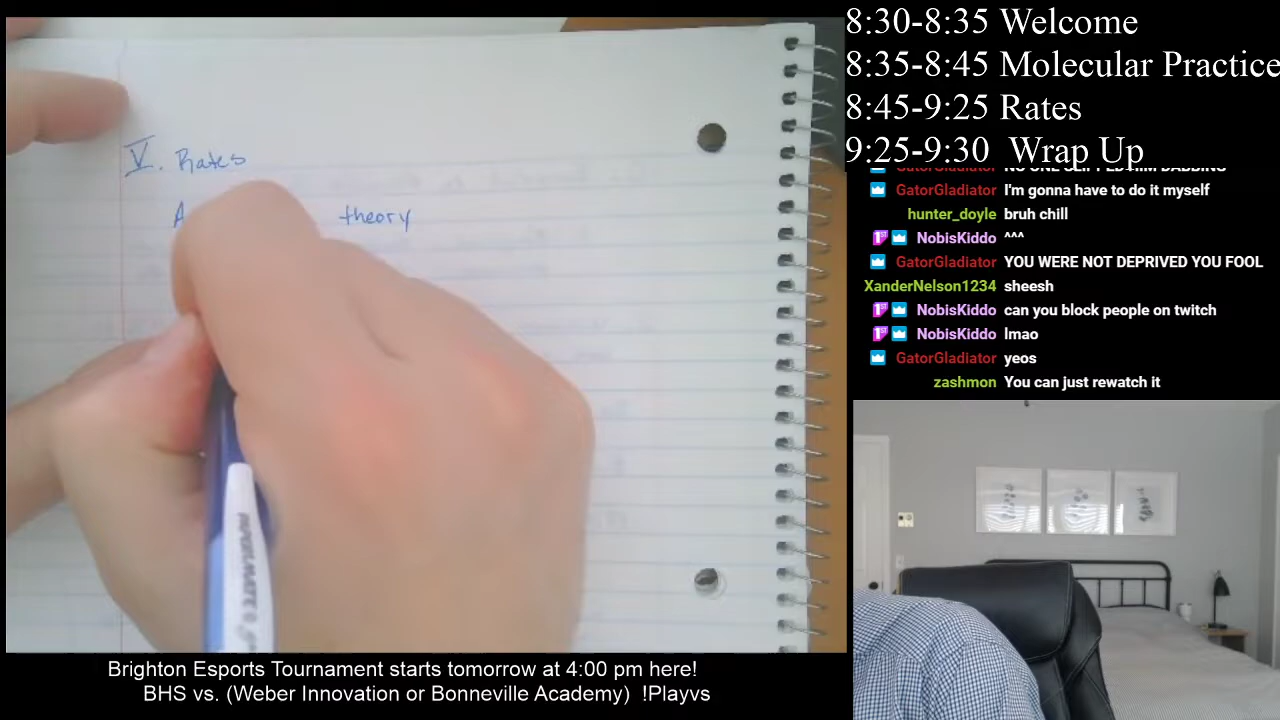 8:30-8:35 Welcome
8:35-8:45 Molecular Practice
8:45-9:25 Rates
9:25-9:30 Wrap Up
V. Rates
A theory
GatorGladiator I'm gonna have to do it myself
hunter_doyle bruh chill
NobisKiddo ^^^
GatorGladiator YOU WERE NOT DEPRIVED YOU FOOL
XanderNelson1234 sheesh
NobisKiddo can you block people on twitch
NobisKiddo lmao
GatorGladiator yeos
zashmon You can just rewatch it
PAPERMATE
Brighton Esports Tournament starts tomorrow at 4:00 pm here!
BHS vs. (Weber Innovation or Bonneville Academy) !Playvs